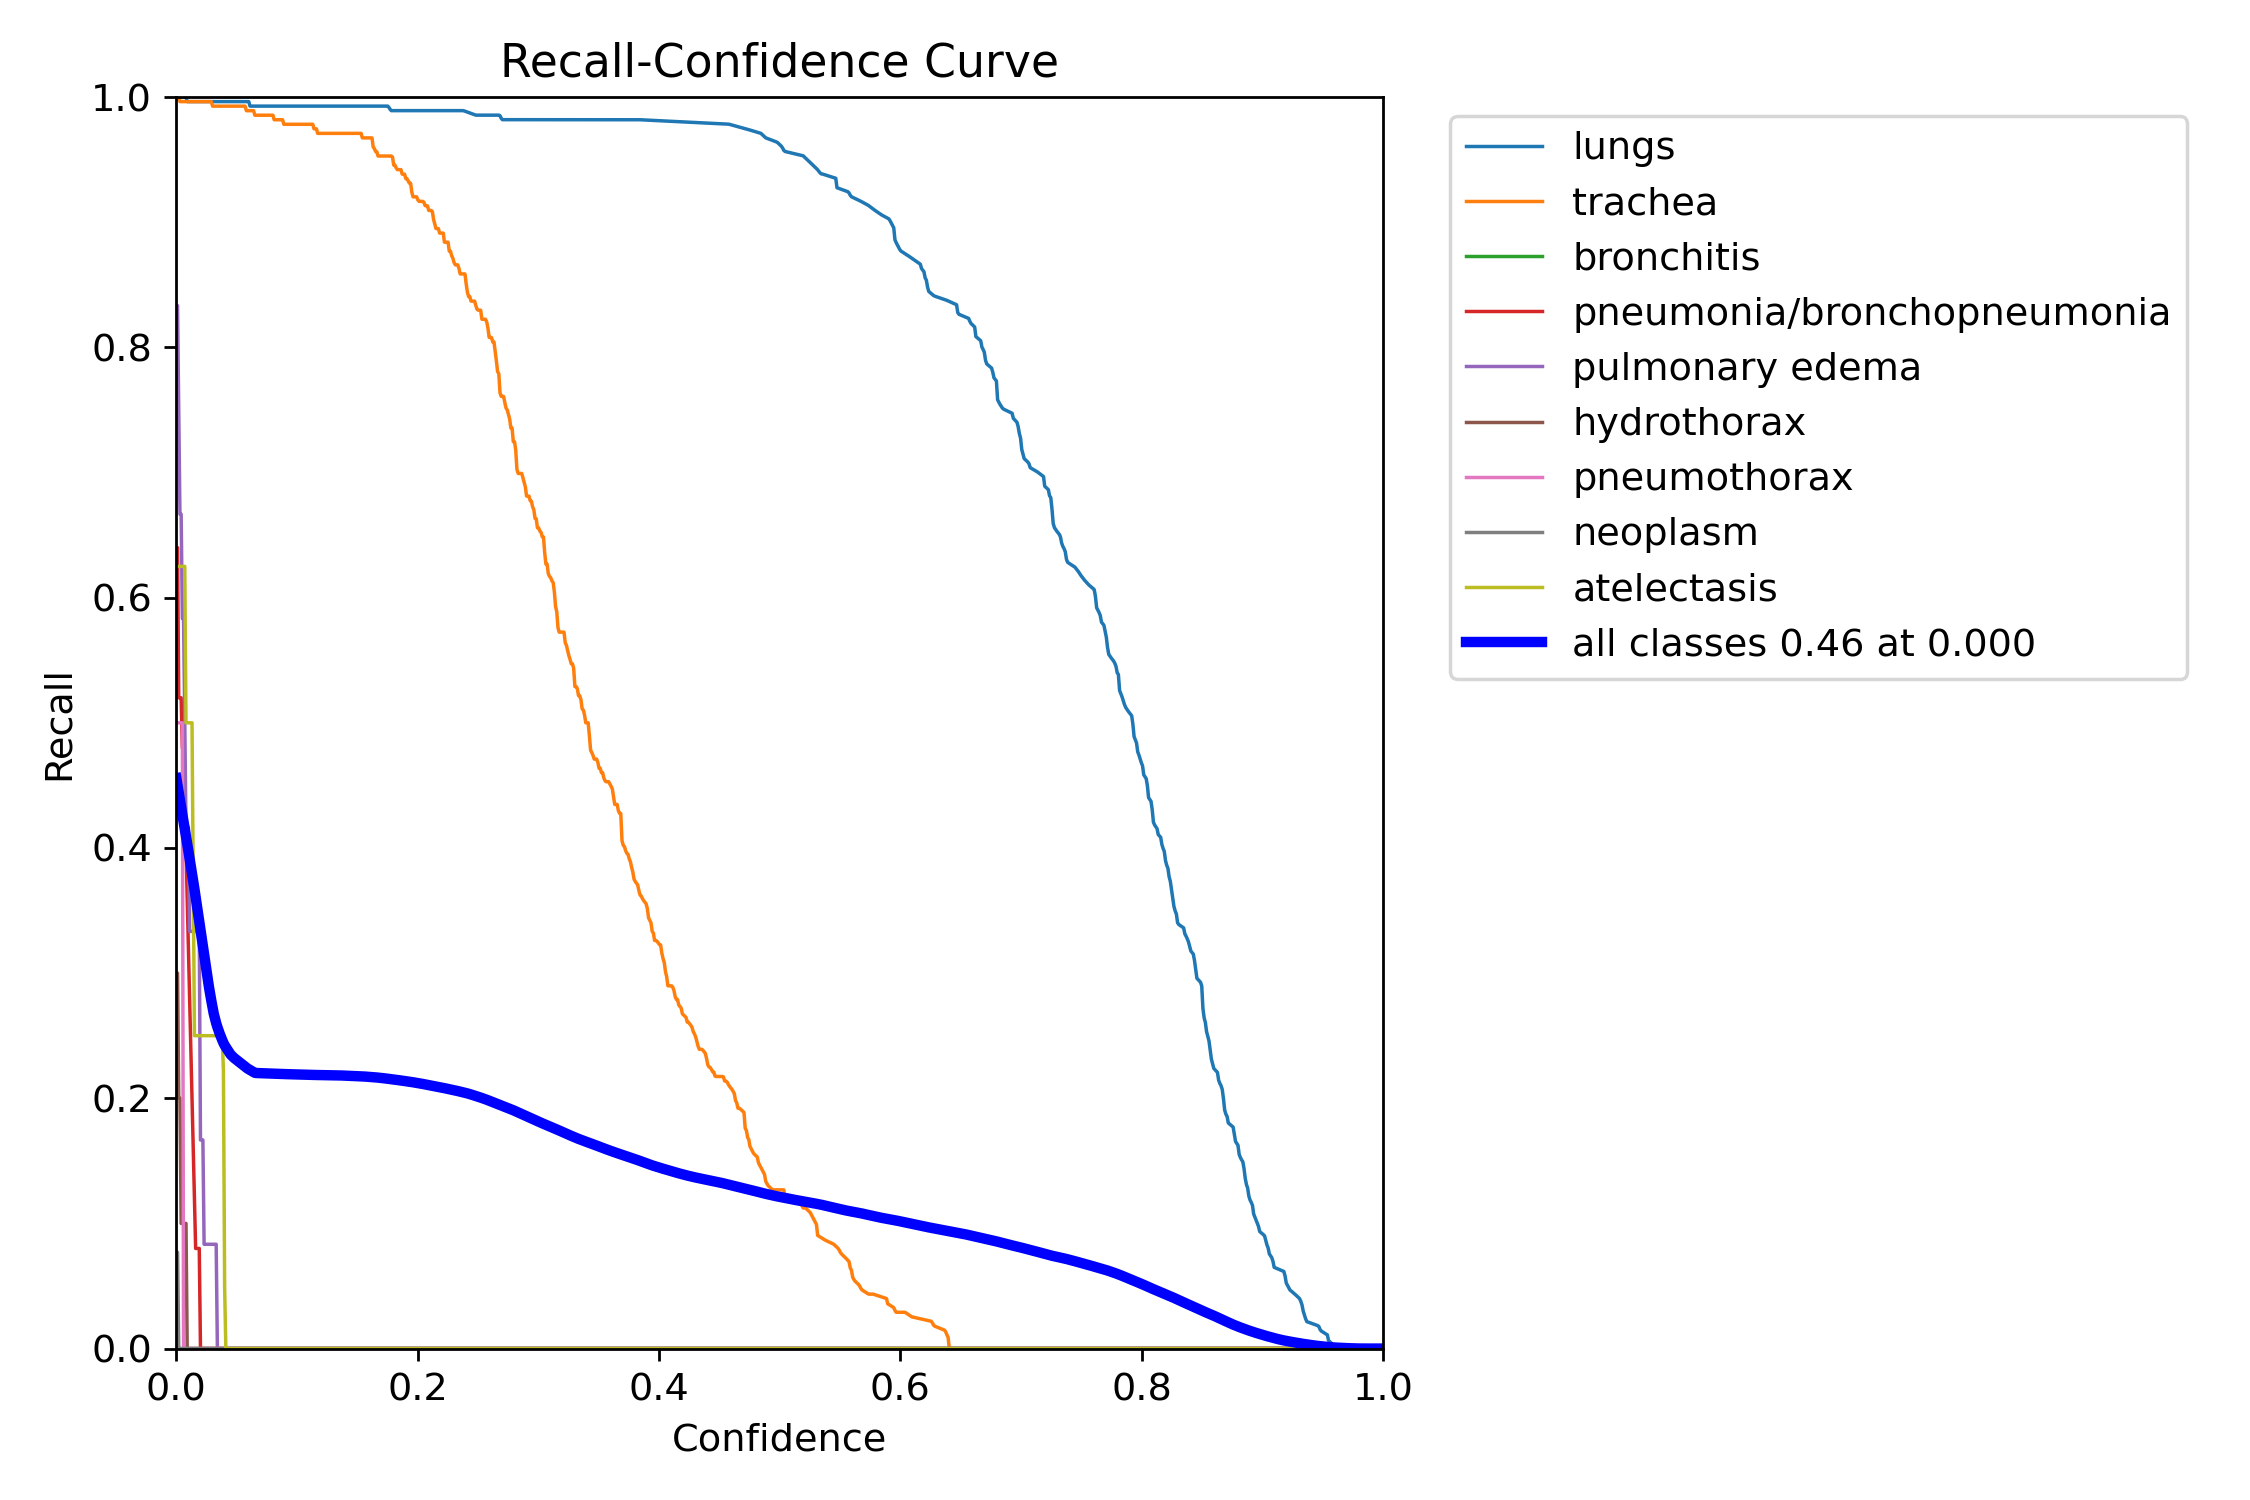 Recall-Confidence Curve
1.0
0.8
0.6
0.4
0.2
0.0
Recall
0.0 0.2 0.4 0.6 0.8 1.0
Confidence
lungs
trachea
bronchitis
pneumonia/bronchopneumonia
pulmonary edema
hydrothorax
pneumothorax
neoplasm
atelectasis
all classes 0.46 at 0.000